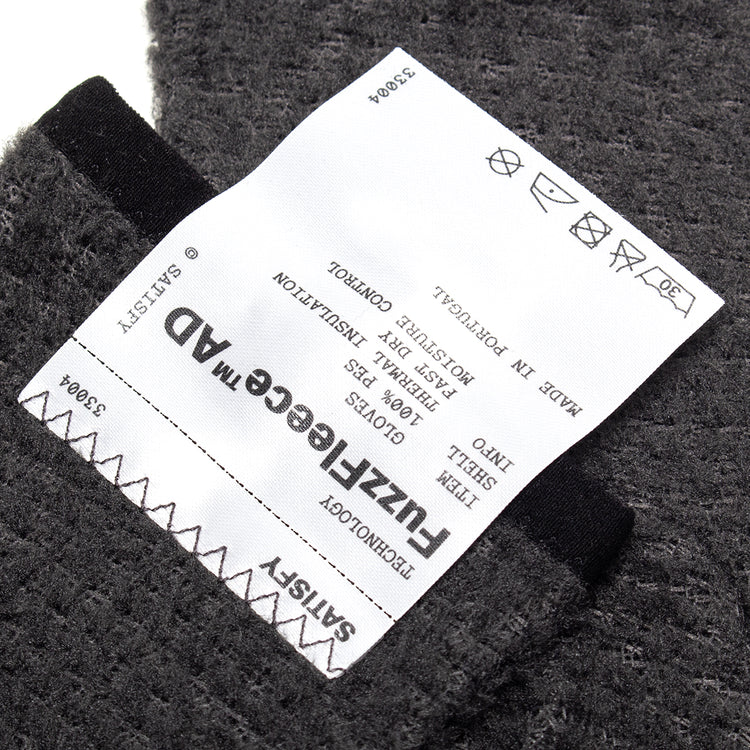 SATISFY 33004
TECHNOLOGY © SATISFY
FuzzFleece™AD
ITEM GLOVES
SHELL 100% PES
INFO THERMAL INSULATION
FAST DRY
MOISTURE CONTROL
MADE IN PORTUGAL
30
33004